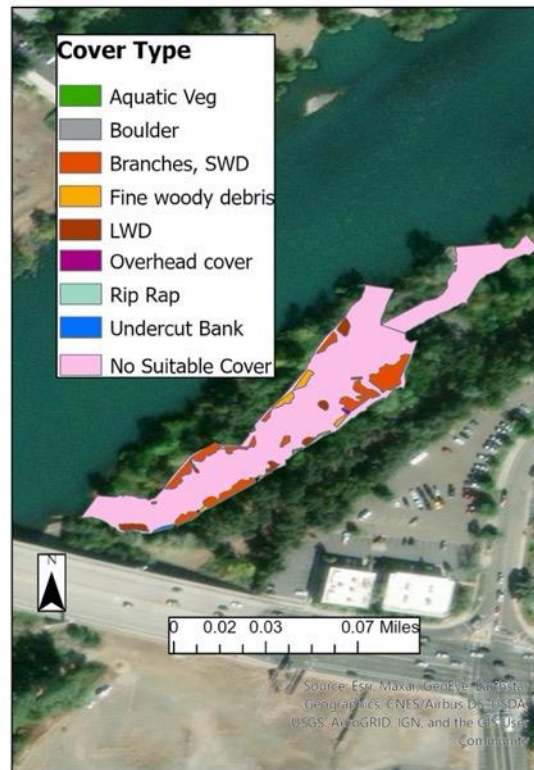 Cover Type
Aquatic Veg
Boulder
Branches, SWD
Fine woody debris
LWD
Overhead cover
Rip Rap
Undercut Bank
No Suitable Cover
N
0 0.02 0.03 0.07 Miles
Source: Esri, Maxar, GeoEye, Earthstar
Geographics, CNES/Airbus DS, USDA,
USGS, AeroGRID, IGN, and the GIS User
Community